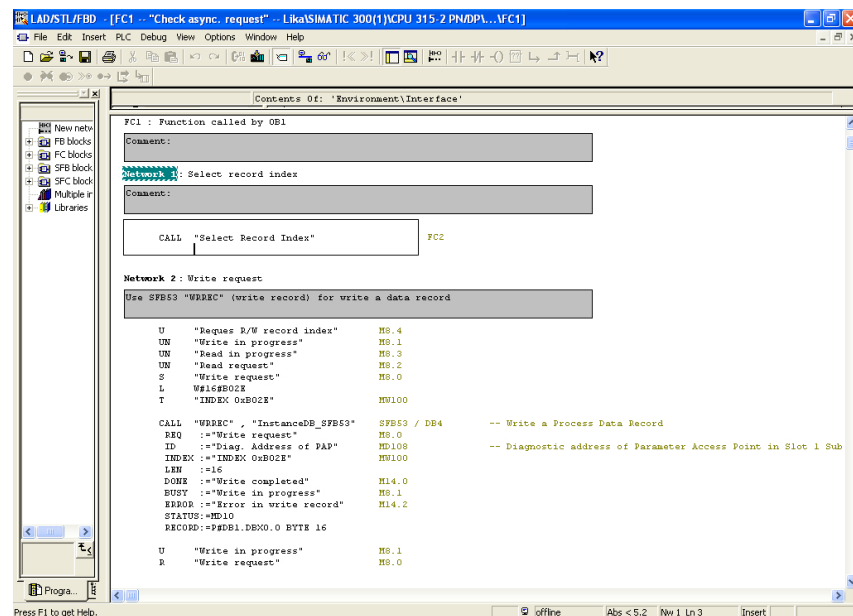 LAD/STL/FBD - [FC1 -- "Check async. request" -- Lika\SIMATIC 300(1)\CPU 315-2 PN/DP\...\FC1]
File Edit Insert PLC Debug View Options Window Help
Contents Of: 'Environment\Interface'
New netw
FB blocks
FC blocks
SFB block
SFC block
Multiple in
Libraries
FC1 : Function called by OB1
Comment:
Network 1: Select record index
Comment:
CALL "Select Record Index" FC2
Network 2: Write request
Use SFB53 "WRREC" (write record) for write a data record
U "Reques R/W record index" M8.4
UN "Write in progress" M8.1
UN "Read in progress" M8.3
UN "Read request" M8.2
S "Write request" M8.0
L W#16#B02E
T "INDEX 0xB02E" MW100
CALL "WRREC" , "InstanceDB_SFB53" SFB53 / DB4 -- Write a Process Data Record
REQ :="Write request" M8.0
ID :="Diag. Address of PAP" MD108 -- Diagnostic address of Parameter Access Point in Slot 1 Sub
INDEX :="INDEX 0xB02E" MW100
LEN :=16
DONE :="Write completed" M14.0
BUSY :="Write in progress" M8.1
ERROR :="Error in write record" M14.2
STATUS:=MD10
RECORD:=P#DB1.DBX0.0 BYTE 16
U "Write in progress" M8.1
R "Write request" M8.0
Progra...
Press F1 to get Help. offline Abs < 5.2 Nw 1 Ln 3 Insert